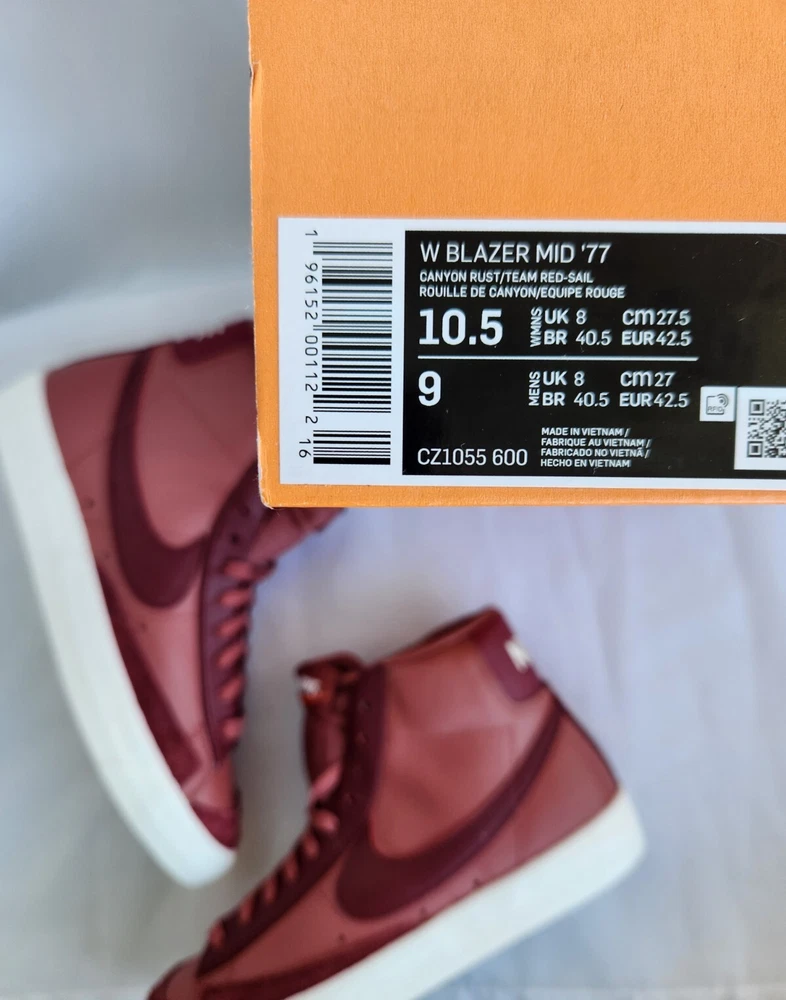 W BLAZER MID '77
CANYON RUST/TEAM RED-SAIL
ROUILLE DE CANYON/EQUIPE ROUGE
10.5 WMNS UK 8 CM 27.5
BR 40.5 EUR 42.5
9 MENS UK 8 CM 27
BR 40.5 EUR 42.5
CZ1055 600
MADE IN VIETNAM /
FABRIQUE AU VIETNAM /
FABRICADO NO VIETNÃ /
HECHO EN VIETNAM
RFID
1 96152 00112 2 16